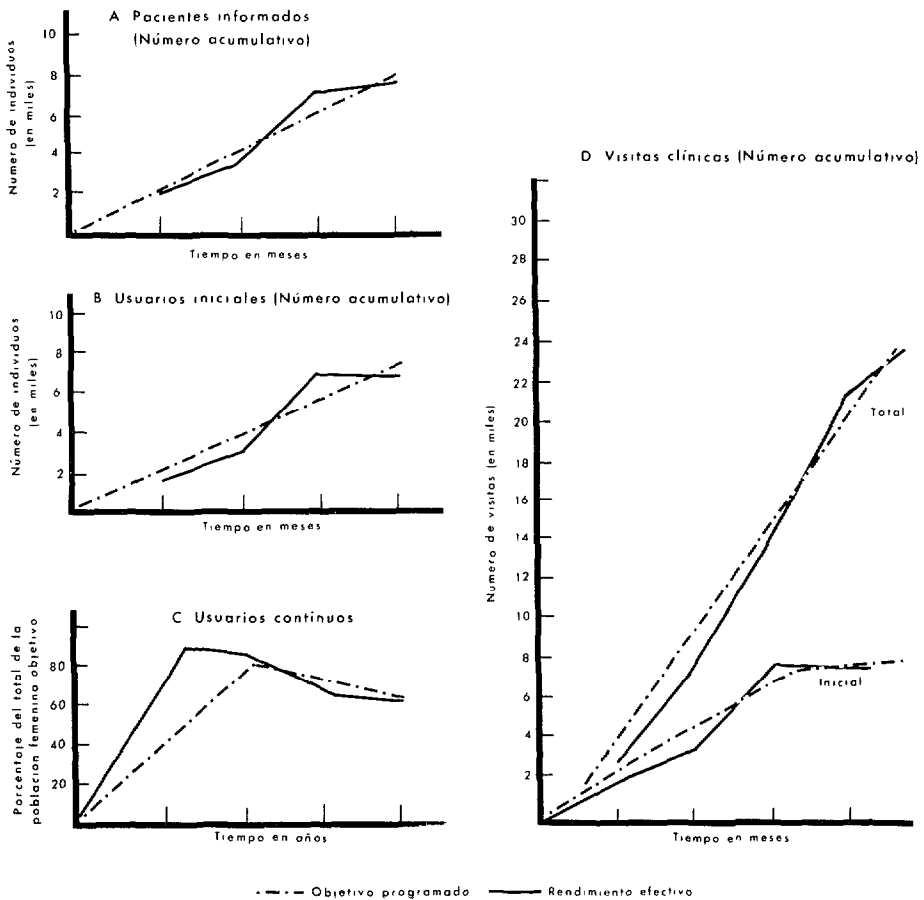 A Pacientes informados
(Número acumulativo)
Número de individuos
(en miles)
10
8
6
4
2
Tiempo en meses
B Usuarios iniciales (Número acumulativo)
Número de individuos
(en miles)
10
8
6
4
2
Tiempo en meses
C Usuarios continuos
Porcentaje del total de la
población femenina objetivo
80
60
40
20
Tiempo en años
D Visitas clínicas (Número acumulativo)
Numero de visitas (en miles)
30
28
26
24
22
20
18
16
14
12
10
8
6
4
2
Total
Inicial
Tiempo en meses
Objetivo programado
Rendimiento efectivo